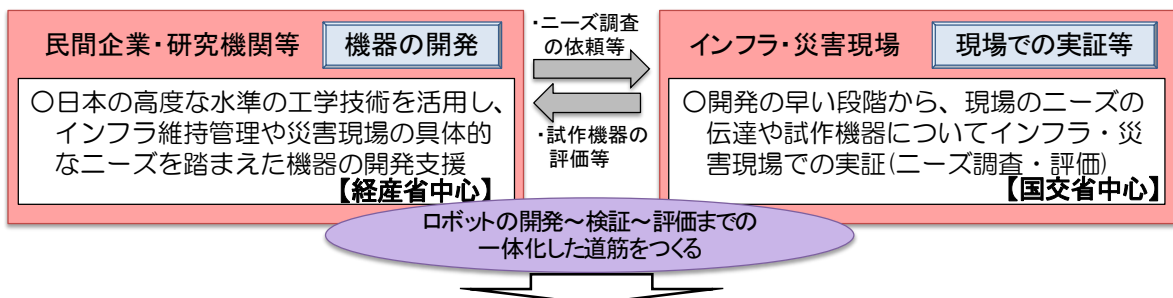 民間企業・研究機関等
機器の開発
○日本の高度な水準の工学技術を活用し、
インフラ維持管理や災害現場の具体的
なニーズを踏まえた機器の開発支援
【経産省中心】
・ニーズ調査
の依頼等
・試作機器の
評価等
インフラ・災害現場
現場での実証等
○開発の早い段階から、現場のニーズの
伝達や試作機器についてインフラ・災
害現場での実証(ニーズ調査・評価)
【国交省中心】
ロボットの開発～検証～評価までの
一体化した道筋をつくる